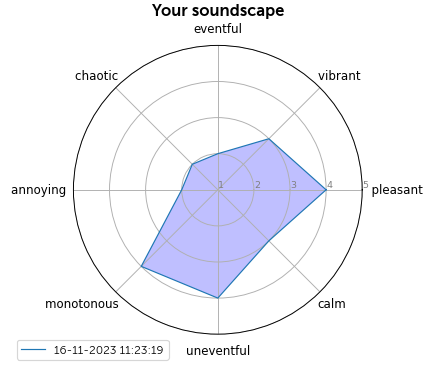 Your soundscape
eventful
chaotic
vibrant
annoying
1 2 3 4 5
pleasant
monotonous
calm
uneventful
16-11-2023 11:23:19